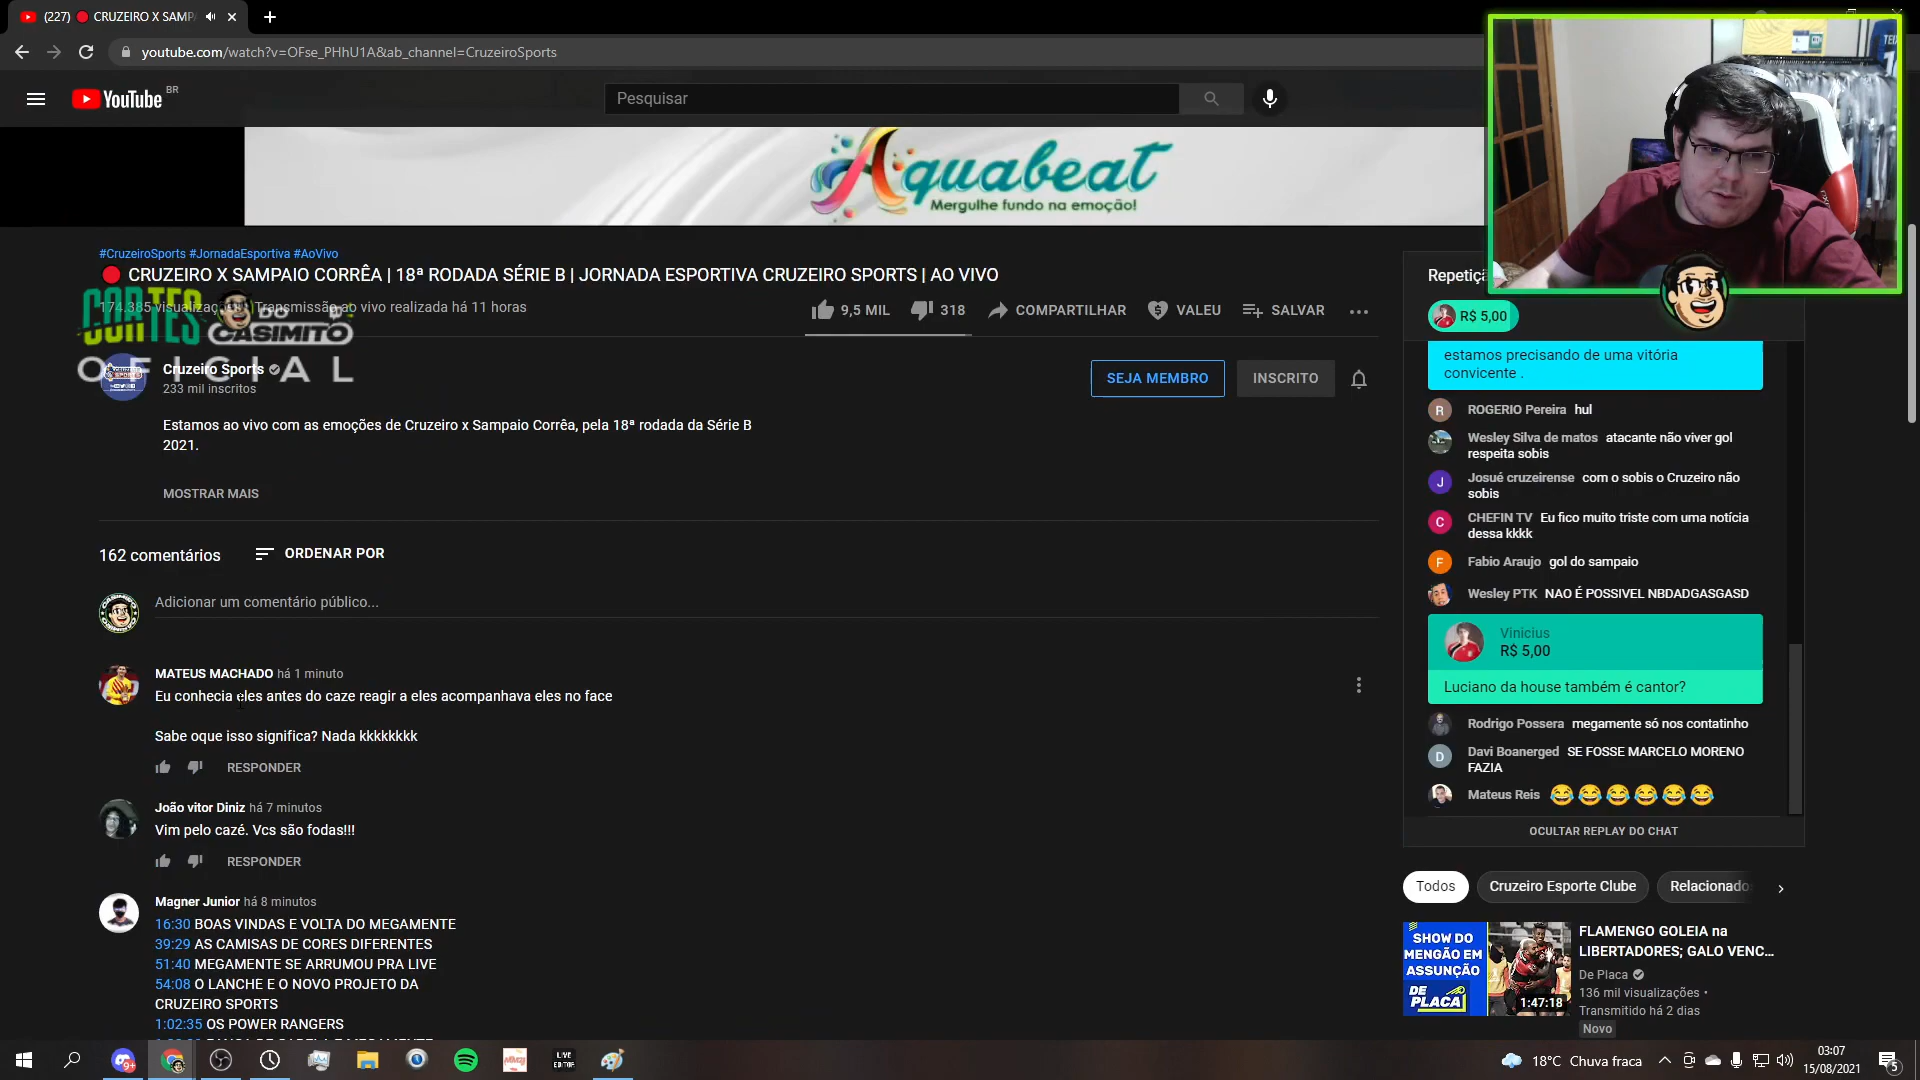 (227) CRUZEIRO X SAMP
youtube.com/watch?v=OFse_PHhU1A&ab_channel=CruzeiroSports
YouTube BR
Pesquisar
Aquabeat
Mergulhe fundo na emoção!
#CruzeiroSports #JornadaEsportiva #AoVivo
CRUZEIRO X SAMPAIO CORRÊA | 18ª RODADA SÉRIE B | JORNADA ESPORTIVA CRUZEIRO SPORTS | AO VIVO
174.385 visualizaç
Transmissão ao vivo realizada há 11 horas
CORTES DO CASIMITO
OFICIAL
9,5 MIL
318
COMPARTILHAR
VALEU
SALVAR
Cruzeiro Sports
233 mil inscritos
SEJA MEMBRO
INSCRITO
Estamos ao vivo com as emoções de Cruzeiro x Sampaio Corrêa, pela 18ª rodada da Série B
2021.
MOSTRAR MAIS
162 comentários
ORDENAR POR
Adicionar um comentário público...
MATEUS MACHADO há 1 minuto
Eu conhecia eles antes do caze reagir a eles acompanhava eles no face
Sabe oque isso significa? Nada kkkkkkkk
RESPONDER
João vitor Diniz há 7 minutos
Vim pelo cazé. Vcs são fodas!!!
RESPONDER
Magner Junior há 8 minutos
16:30 BOAS VINDAS E VOLTA DO MEGAMENTE
39:29 AS CAMISAS DE CORES DIFERENTES
51:40 MEGAMENTE SE ARRUMOU PRA LIVE
54:08 O LANCHE E O NOVO PROJETO DA
CRUZEIRO SPORTS
1:02:35 OS POWER RANGERS
Repetiç
R$ 5,00
estamos precisando de uma vitória
convicente .
R ROGERIO Pereira hul
Wesley Silva de matos atacante não viver gol
respeita sobis
J Josué cruzeirense com o sobis o Cruzeiro não
sobis
C CHEFIN TV Eu fico muito triste com uma notícia
dessa kkkk
F Fabio Araujo gol do sampaio
Wesley PTK NAO É POSSIVEL NBDADGASGASD
Vinicius
R$ 5,00
Luciano da house também é cantor?
Rodrigo Possera megamente só nos contatinho
D Davi Boanerged SE FOSSE MARCELO MORENO
FAZIA
Mateus Reis 😂😂😂😂😂😂
OCULTAR REPLAY DO CHAT
Todos
Cruzeiro Esporte Clube
Relacionado
SHOW DO
MENGÃO EM
ASSUNÇÃO
DE PLACA
1:47:18
FLAMENGO GOLEIA na
LIBERTADORES; GALO VENC...
De Placa
136 mil visualizações •
Transmitido há 2 dias
Novo
9+
LIVE
EDITOR
18°C Chuva fraca
03:07
15/08/2021
5